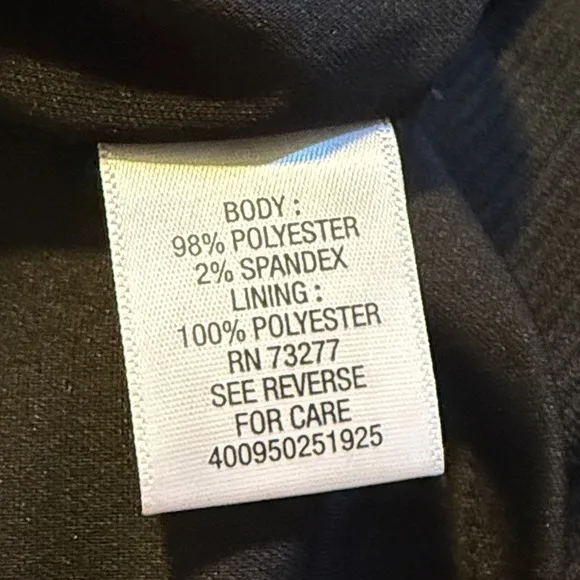 BODY :
98% POLYESTER
2% SPANDEX
LINING :
100% POLYESTER
RN 73277
SEE REVERSE
FOR CARE
400950251925